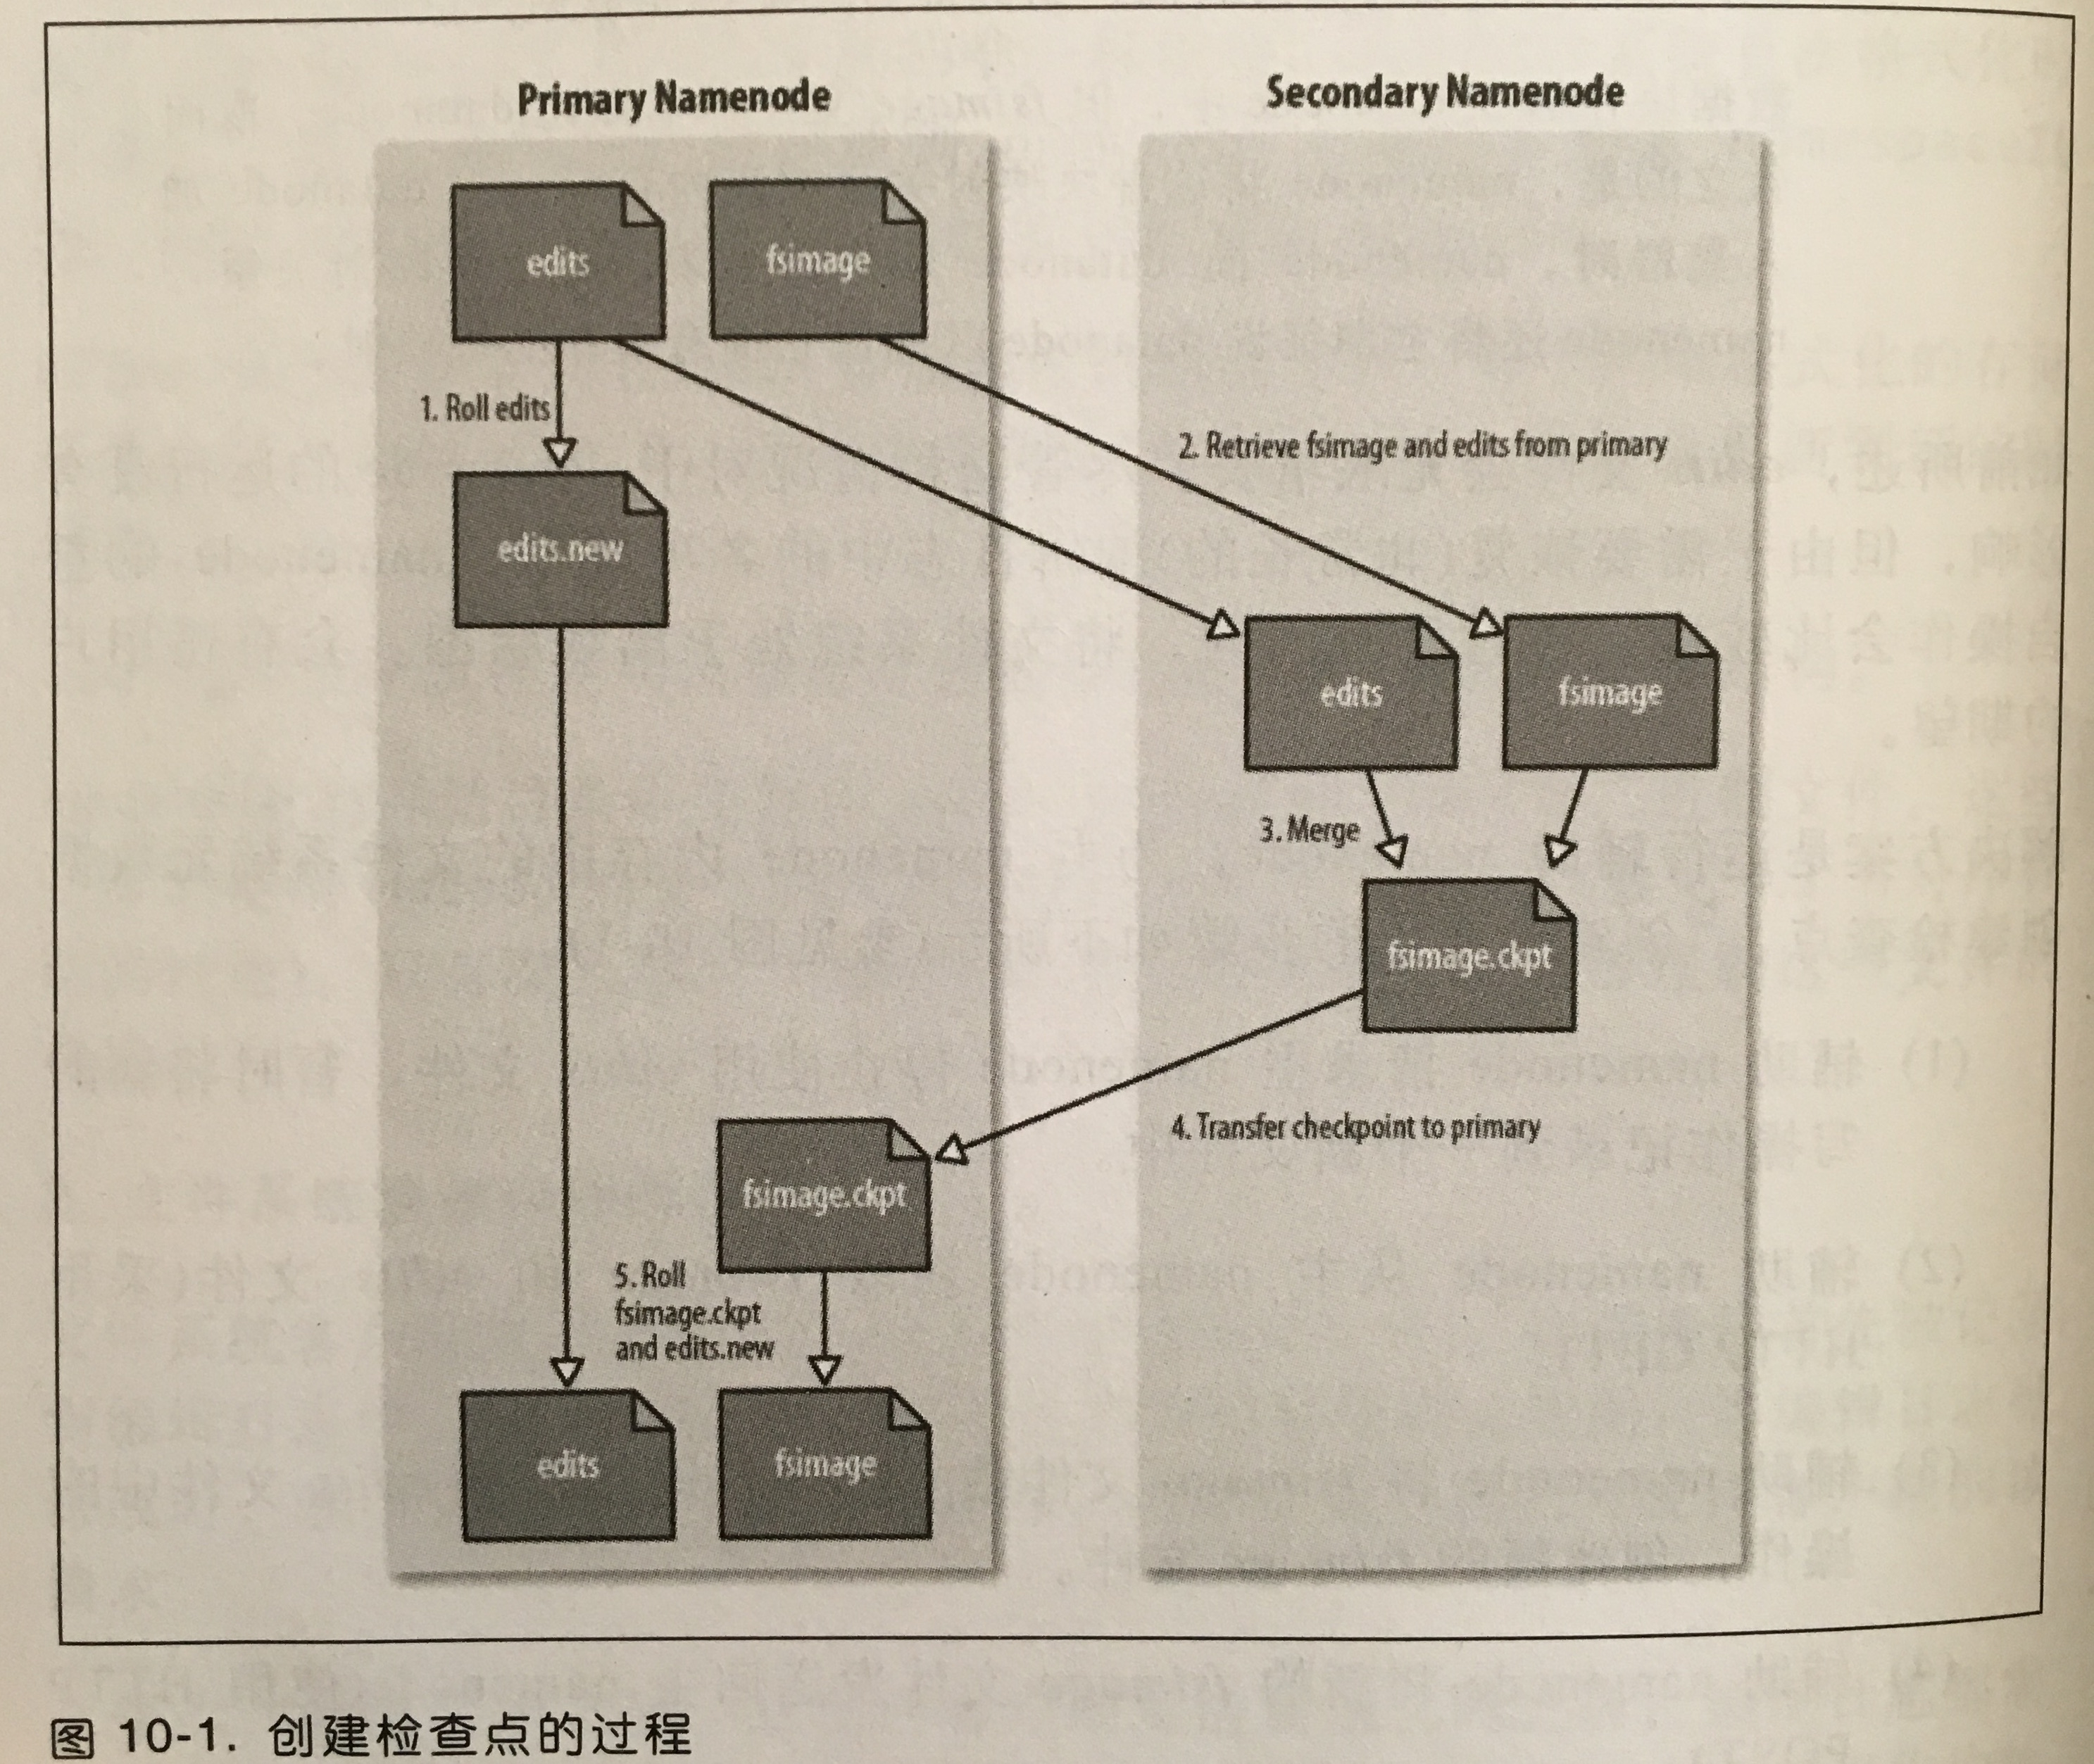 Primary Namenode
Secondary Namenode
edits
fsimage
1. Roll edits
2. Retrieve fsimage and edits from primary
edits.new
edits
fsimage
3. Merge
fsimage.ckpt
4. Transfer checkpoint to primary
fsimage.ckpt
5. Roll
fsimage.ckpt
and edits.new
edits
fsimage
图 10-1. 创建检查点的过程